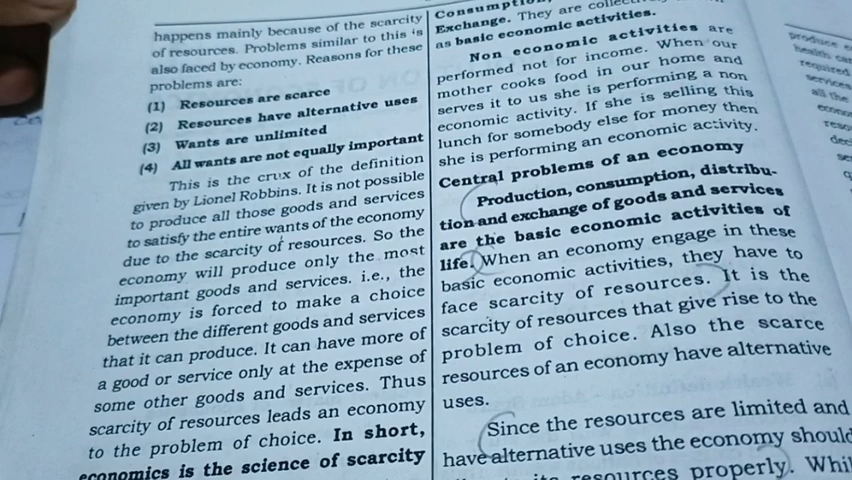 happens mainly because of the scarcity
of resources. Problems similar to this is
also faced by economy. Reasons for these
problems are:
(1) Resources are scarce
(2) Resources have alternative uses
(3) Wants are unlimited
(4) All wants are not equally important
This is the crux of the definition
given by Lionel Robbins. It is not possible
to produce all those goods and services
to satisfy the entire wants of the economy
due to the scarcity of resources. So the
economy will produce only the most
important goods and services. i.e., the
economy is forced to make a choice
between the different goods and services
that it can produce. It can have more of
a good or service only at the expense of
some other goods and services. Thus
scarcity of resources leads an economy
to the problem of choice. In short,
economics is the science of scarcity
Exchange. They are
as basic economic activities.
Non economic activities are
performed not for income. When our
mother cooks food in our home and
serves it to us she is performing a non
economic activity. If she is selling this
lunch for somebody else for money then
she is performing an economic activity.
Central problems of an economy
Production, consumption, distribu-
tion and exchange of goods and services
are the basic economic activities of
life. When an economy engage in these
basic economic activities, they have to
face scarcity of resources. It is the
scarcity of resources that give rise to the
problem of choice. Also the scarce
resources of an economy have alternative
uses.
Since the resources are limited and
have alternative uses the economy should
resources properly.
produce
health
required
services
all the